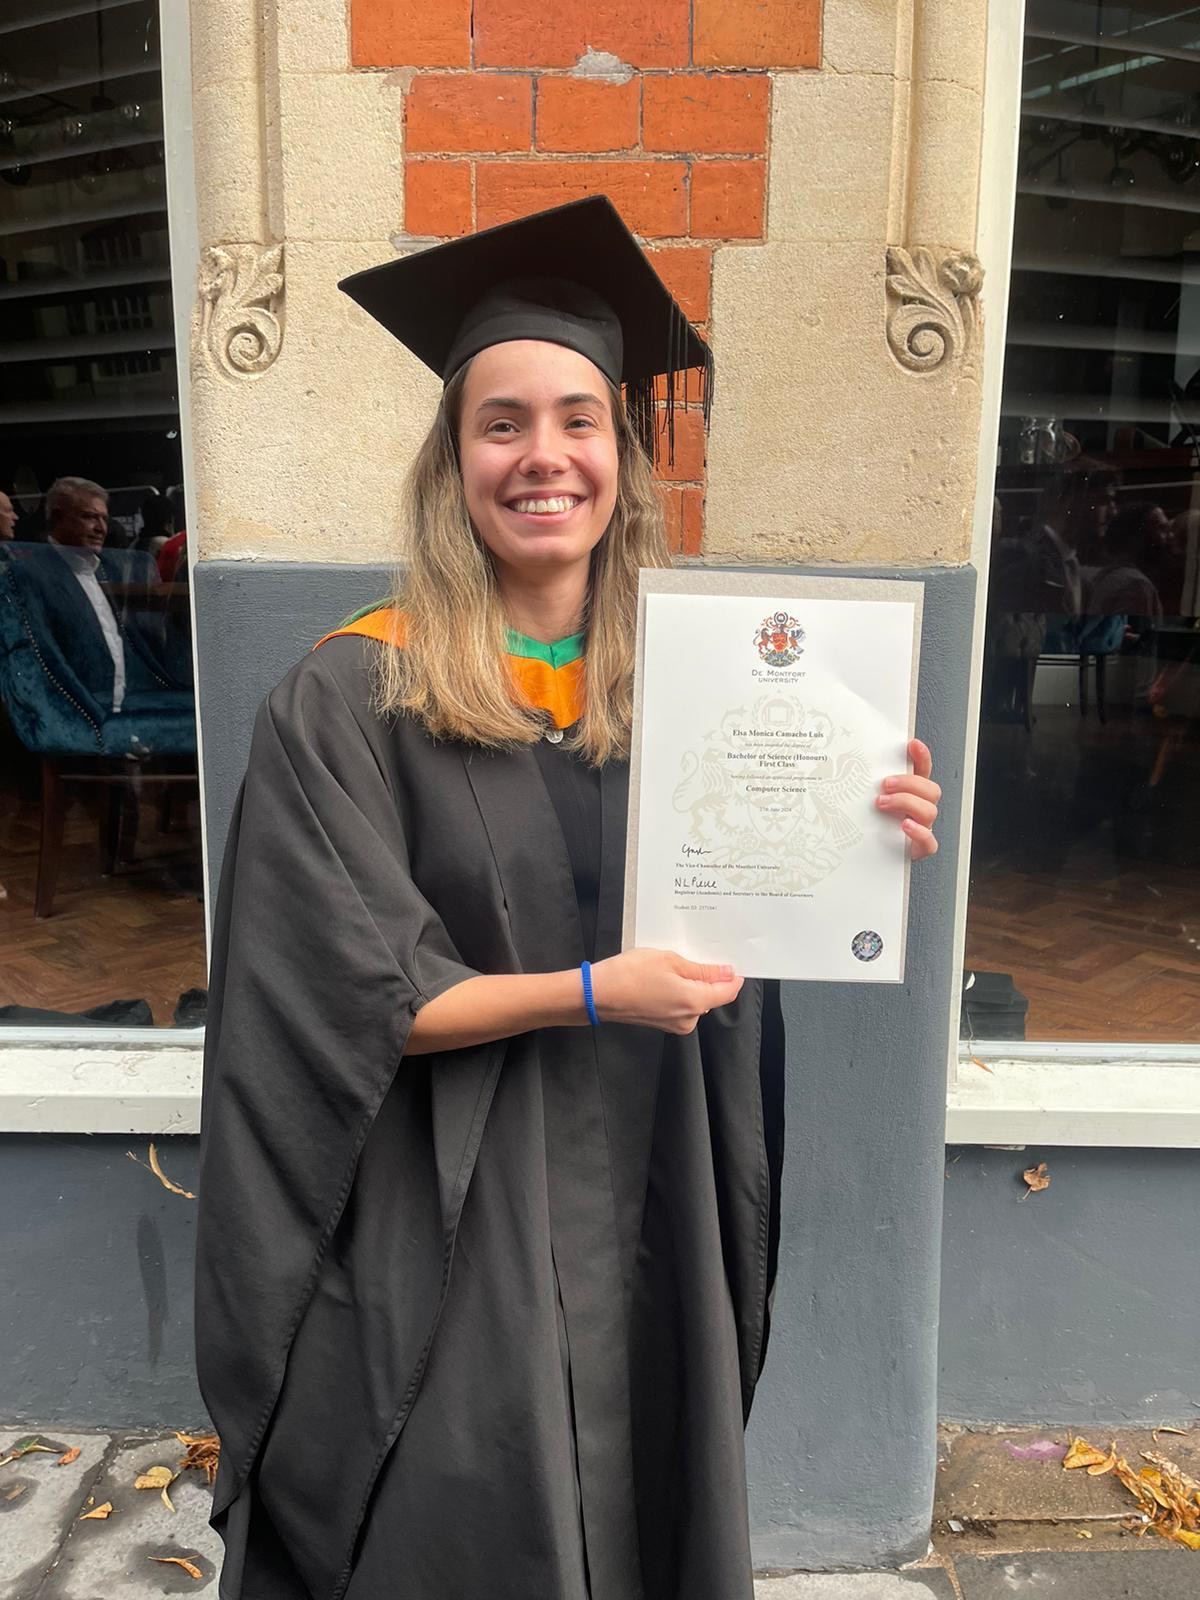 De Montfort
UNIVERSITY
Elsa Monica Camacho Luis
has been awarded the degree of
Bachelor of Science (Honours)
First Class
having followed an approved programme in
Computer Science
27th June 2024
The Vice-Chancellor of De Montfort University
N L Pierce
Registrar (Academic) and Secretary to the Board of Governors
Student ID: